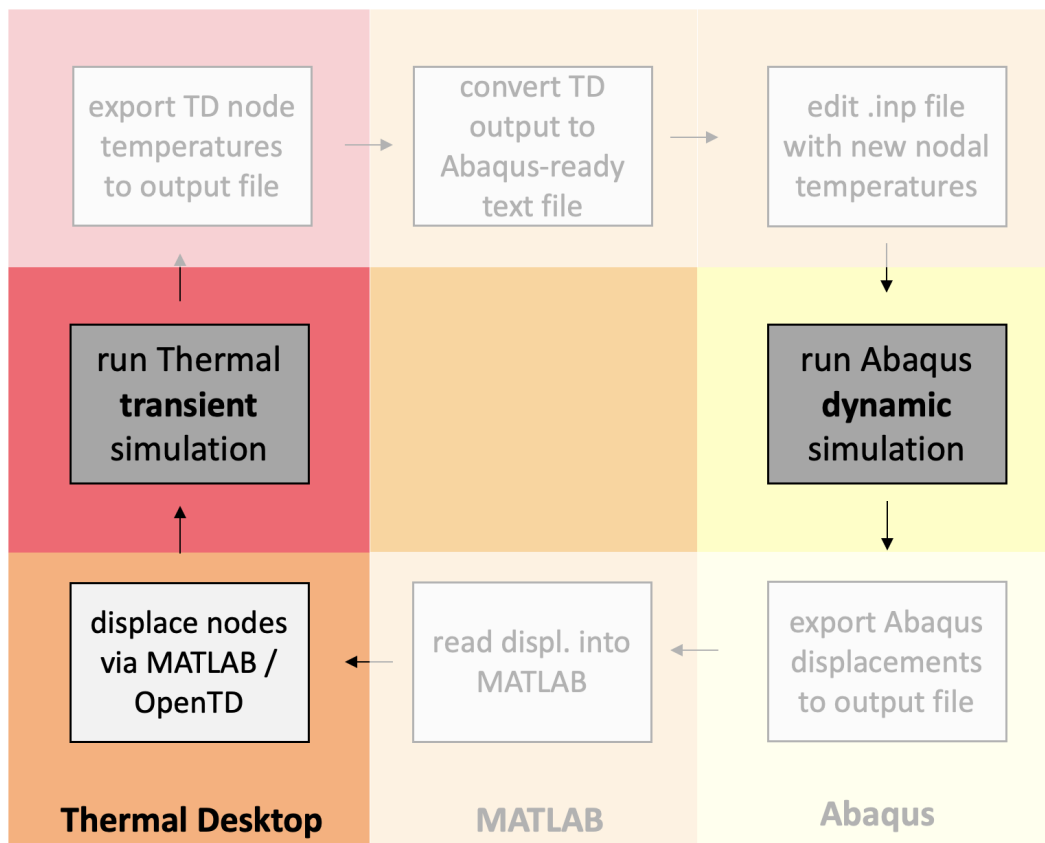 export TD node
temperatures
to output file
convert TD
output to
Abaqus-ready
text file
edit .inp file
with new nodal
temperatures
run Thermal
transient
simulation
run Abaqus
dynamic
simulation
displace nodes
via MATLAB /
OpenTD
read displ. into
MATLAB
export Abaqus
displacements
to output file
Thermal Desktop
MATLAB
Abaqus